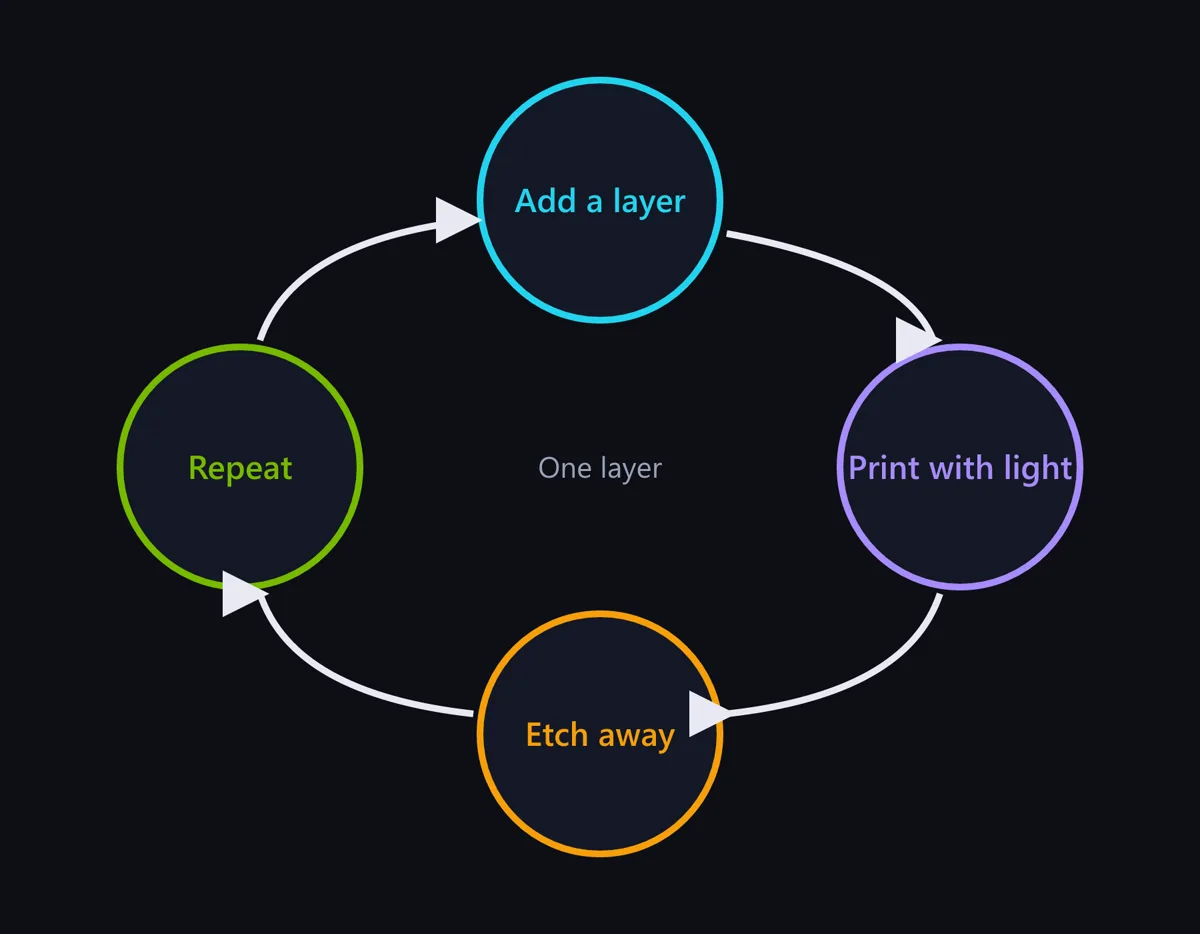 Add a layer
Repeat
One layer
Print with light
Etch away